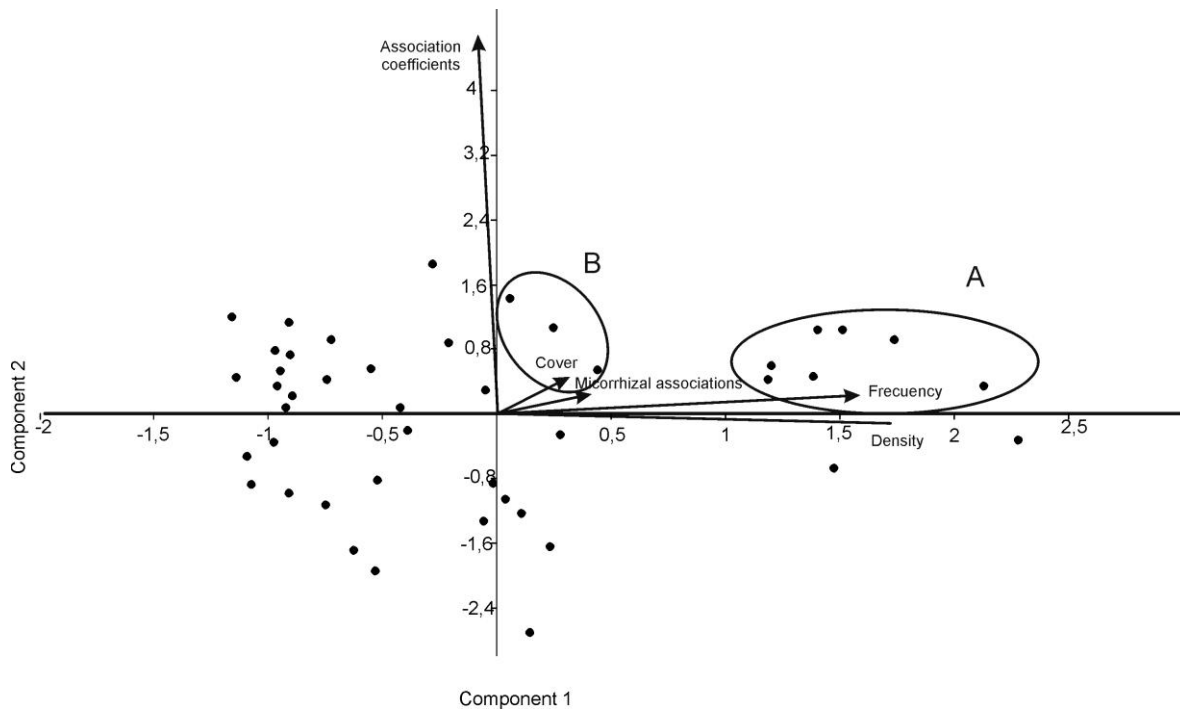 Association
coefficients
4
3,2
2,4
1,6
B
A
0,8
Cover
Micorrhizal associations
Frecuency
-2
-1,5
-1
-0,5
0,5
1
1,5
2
2,5
Density
-0,8
-1,6
-2,4
Component 2
Component 1